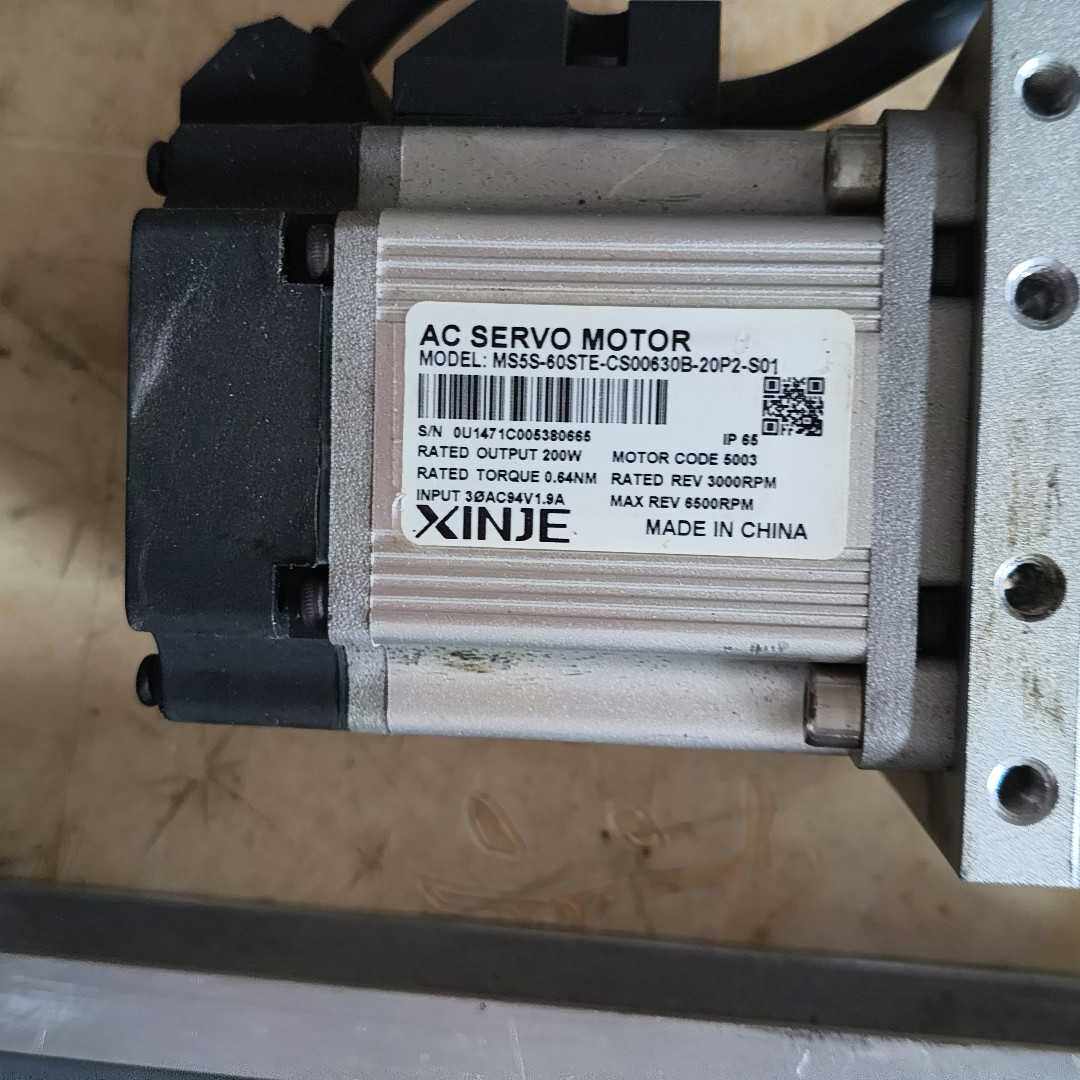 AC SERVO MOTOR
MODEL: MS5S-60STE-CS00630B-20P2-S01
S/N 0U1471C005380665
IP 65
RATED OUTPUT 200W MOTOR CODE 5003
RATED TORQUE 0.64NM RATED REV 3000RPM
INPUT 3ØAC94V1.9A MAX REV 6500RPM
XINJE MADE IN CHINA